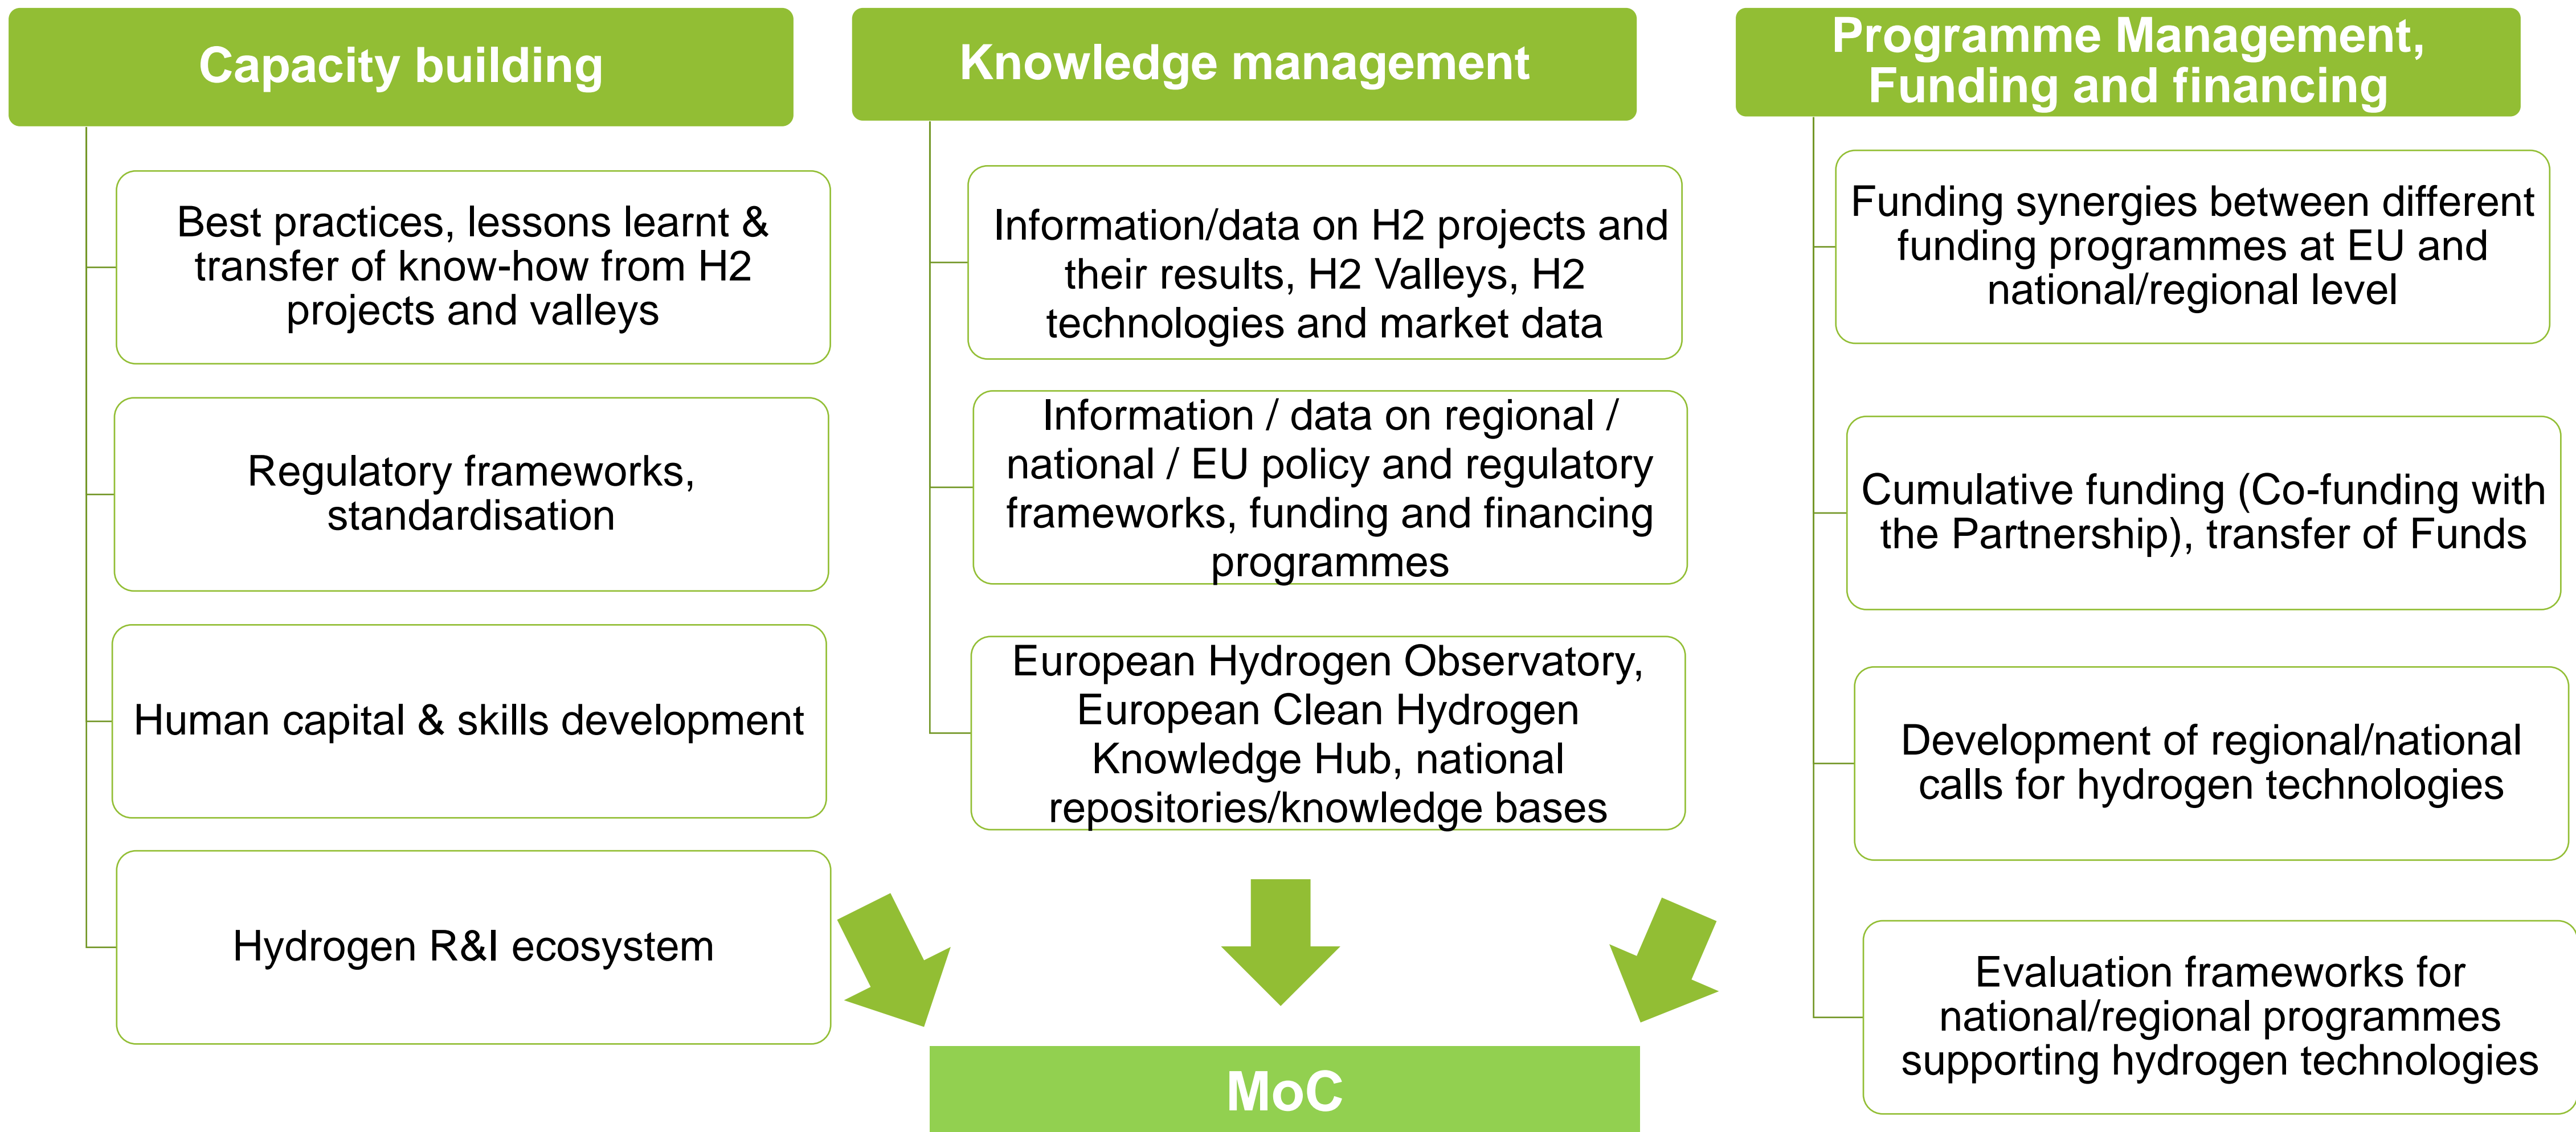 Capacity building
Best practices, lessons learnt &
transfer of know-how from H2
projects and valleys
Regulatory frameworks,
standardisation
Human capital & skills development
Hydrogen R&I ecosystem
Knowledge management
Information/data on H2 projects and
their results, H2 Valleys, H2
technologies and market data
Information / data on regional /
national / EU policy and regulatory
frameworks, funding and financing
programmes
European Hydrogen Observatory,
European Clean Hydrogen
Knowledge Hub, national
repositories/knowledge bases
Programme Management,
Funding and financing
Funding synergies between different
funding programmes at EU and
national/regional level
Cumulative funding (Co-funding with
the Partnership), transfer of Funds
Development of regional/national
calls for hydrogen technologies
Evaluation frameworks for
national/regional programmes
supporting hydrogen technologies
MoC